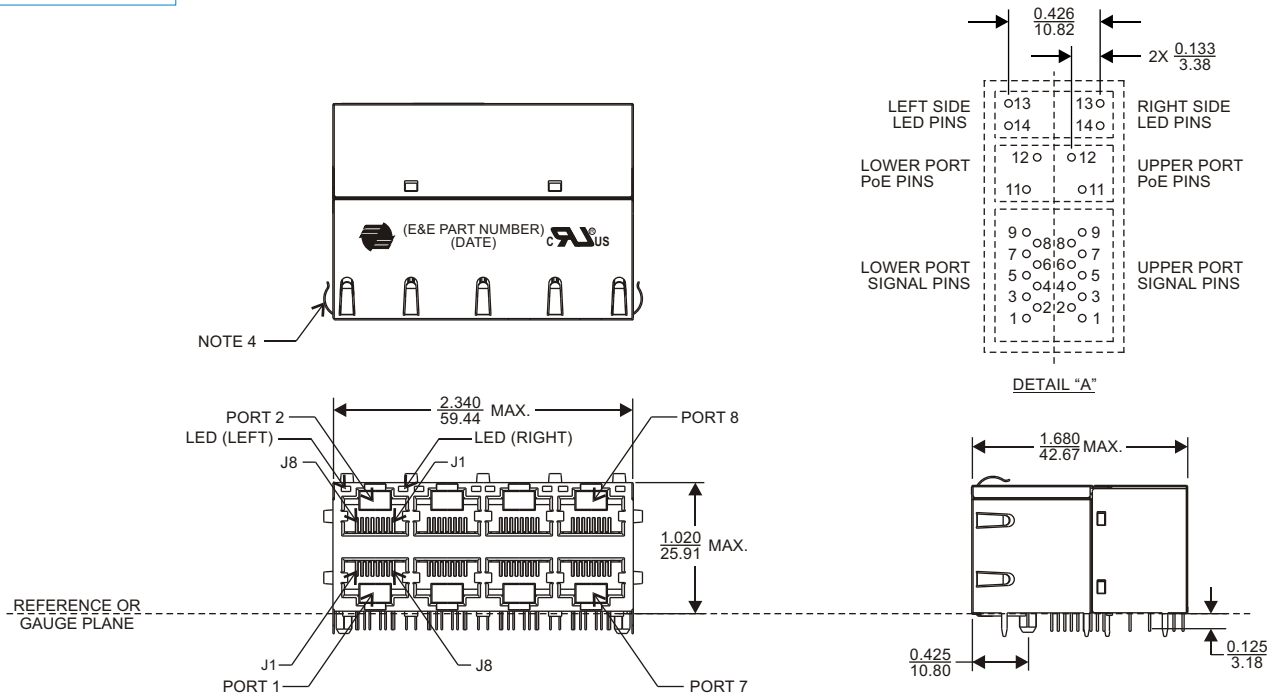 0.426
10.82
2X 0.133
3.38
LEFT SIDE
LED PINS
13
13
14
14
RIGHT SIDE
LED PINS
LOWER PORT
PoE PINS
12
12
11
11
UPPER PORT
PoE PINS
LOWER PORT
SIGNAL PINS
9
9
8 8
7
7
6 6
5
5
4 4
3
3
2 2
1
1
UPPER PORT
SIGNAL PINS
DETAIL “A”
(E&E PART NUMBER)
(DATE)
C RU ® US
NOTE 4
2.340 MAX.
59.44
PORT 2
LED (LEFT)
J8
LED (RIGHT)
J1
PORT 8
1.020 MAX.
25.91
REFERENCE OR
GAUGE PLANE
J1
PORT 1
J8
PORT 7
1.680 MAX.
42.67
0.425
10.80
0.125
3.18